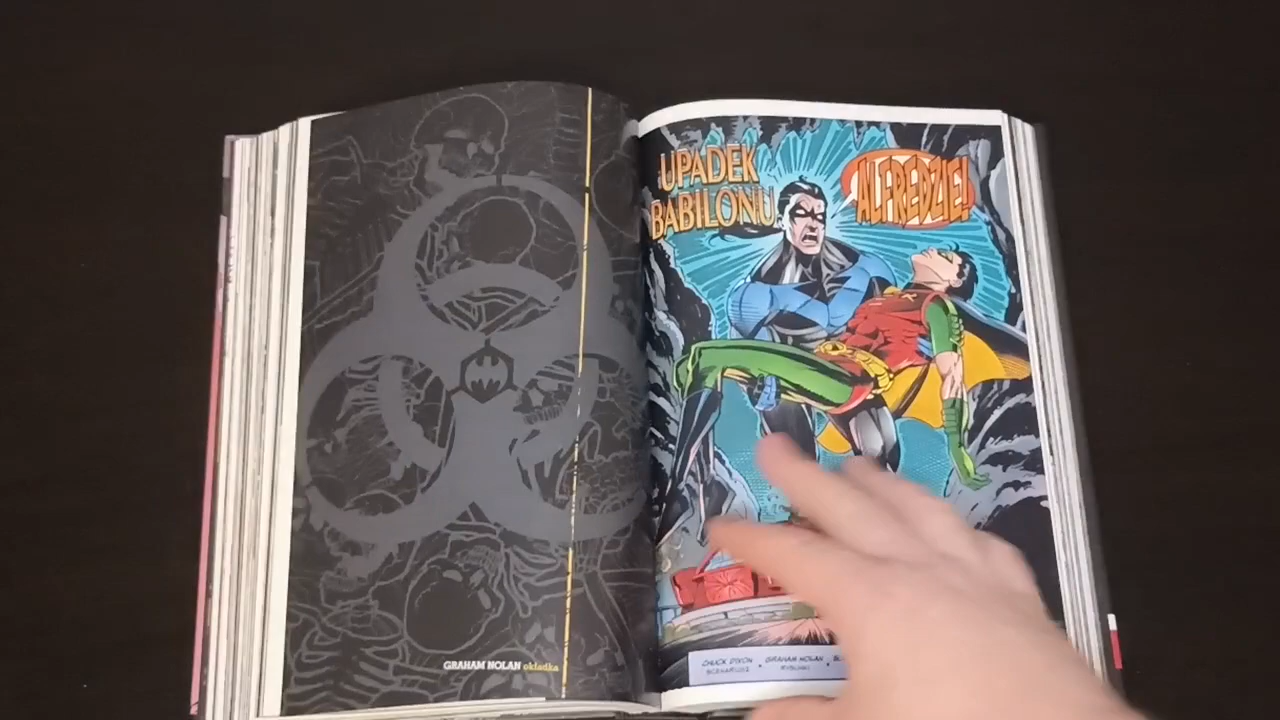 GRAHAM NOLAN okładka
UPADEK
BABILONU
ALFREDZIE!
CHUCK DIXON
SCENARIUSZ
GRAHAM NOLAN
RYSUNKI